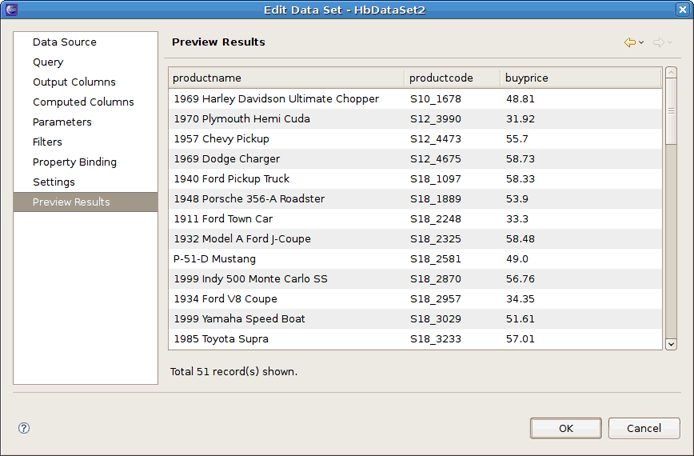 Edit Data Set - HbDataSet2
Data Source
Query
Output Columns
Computed Columns
Parameters
Filters
Property Binding
Settings
Preview Results
Preview Results
productname productcode buyprice
1969 Harley Davidson Ultimate Chopper S10_1678 48.81
1970 Plymouth Hemi Cuda S12_3990 31.92
1957 Chevy Pickup S12_4473 55.7
1969 Dodge Charger S12_4675 58.73
1940 Ford Pickup Truck S18_1097 58.33
1948 Porsche 356-A Roadster S18_1889 53.9
1911 Ford Town Car S18_2248 33.3
1932 Model A Ford J-Coupe S18_2325 58.48
P-51-D Mustang S18_2581 49.0
1999 Indy 500 Monte Carlo SS S18_2870 56.76
1934 Ford V8 Coupe S18_2957 34.35
1999 Yamaha Speed Boat S18_3029 51.61
1985 Toyota Supra S18_3233 57.01
Total 51 record(s) shown.
?
OK Cancel